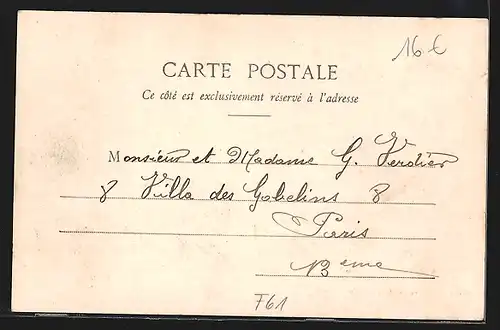 16 €
CARTE POSTALE
Ce côté est exclusivement réservé à l'adresse
Monsieur et Madame G. Verdier
8 Villa des Gobelins 8
Paris
13eme
F61